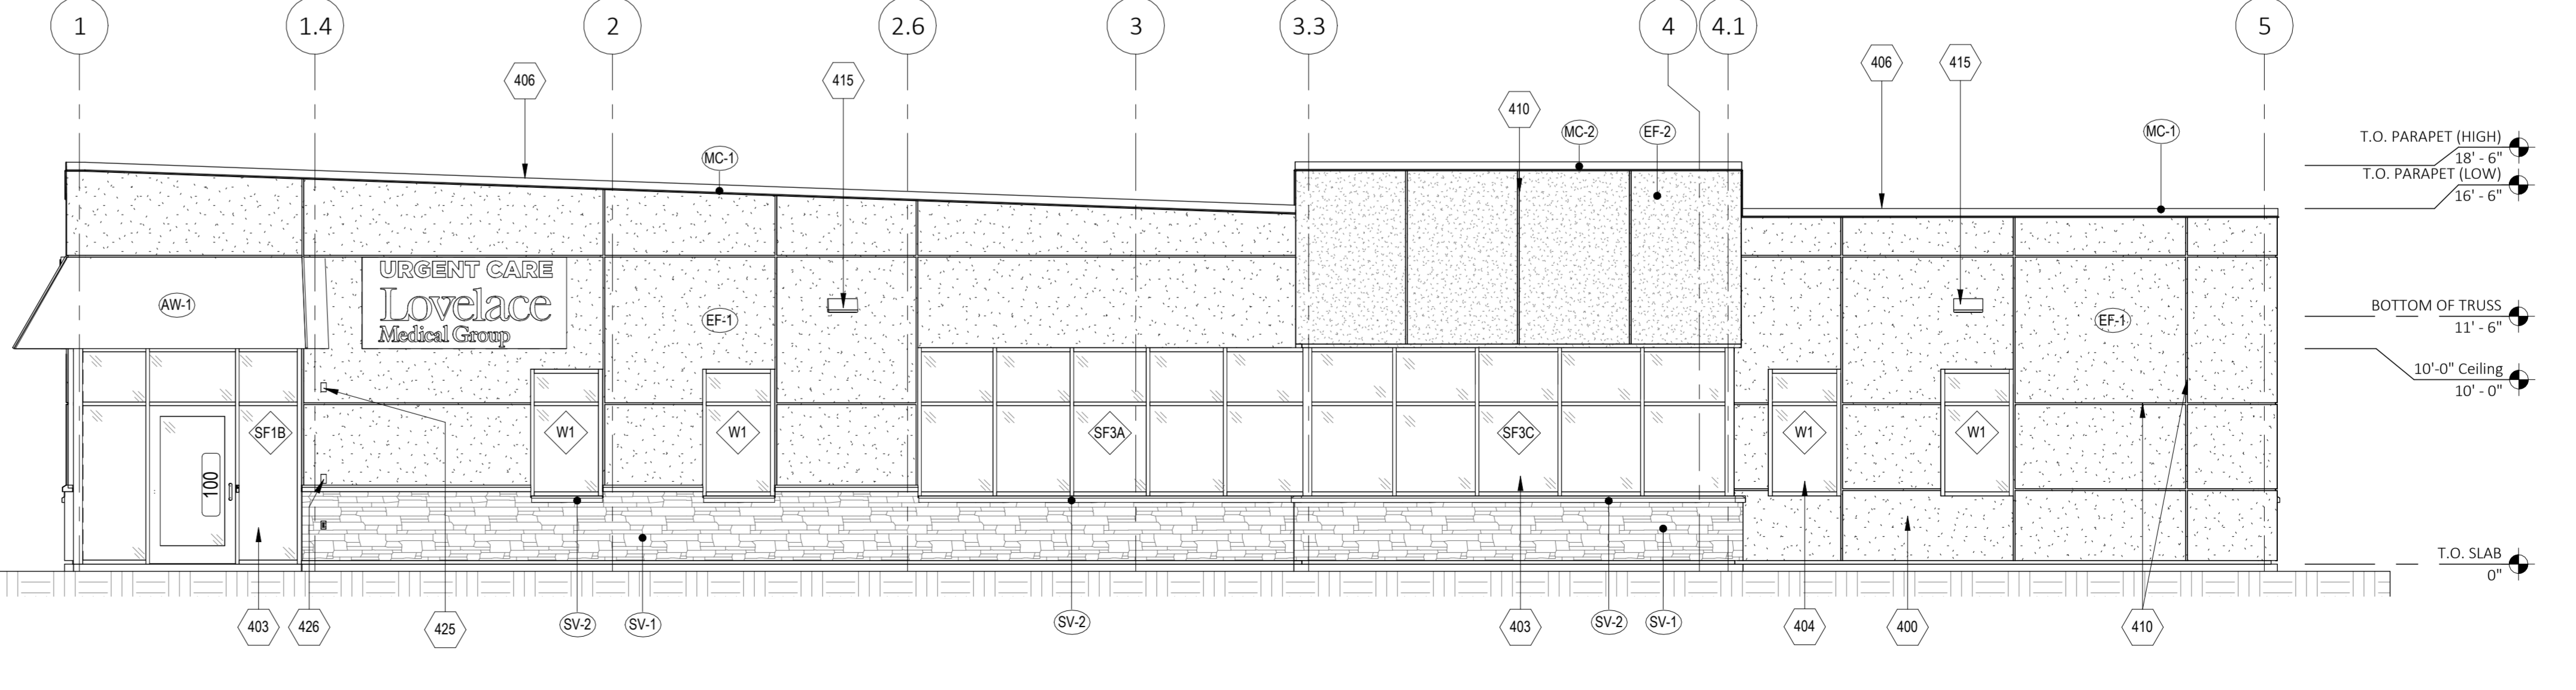 1
1.4
2
2.6
3
3.3
4
4.1
5
406
415
410
406
415
MC-1
MC-2
EF-2
MC-1
T.O. PARAPET (HIGH)
18' - 6"
T.O. PARAPET (LOW)
16' - 6"
AW-1
URGENT CARE
Lovelace
Medical Group
EF-1
EF-1
BOTTOM OF TRUSS
11' - 6"
10'-0" Ceiling
10' - 0"
SF1B
W1
W1
SF3A
SF3C
W1
W1
100
T.O. SLAB
0"
403
426
425
SV-2
SV-1
SV-2
403
SV-2
SV-1
404
400
410